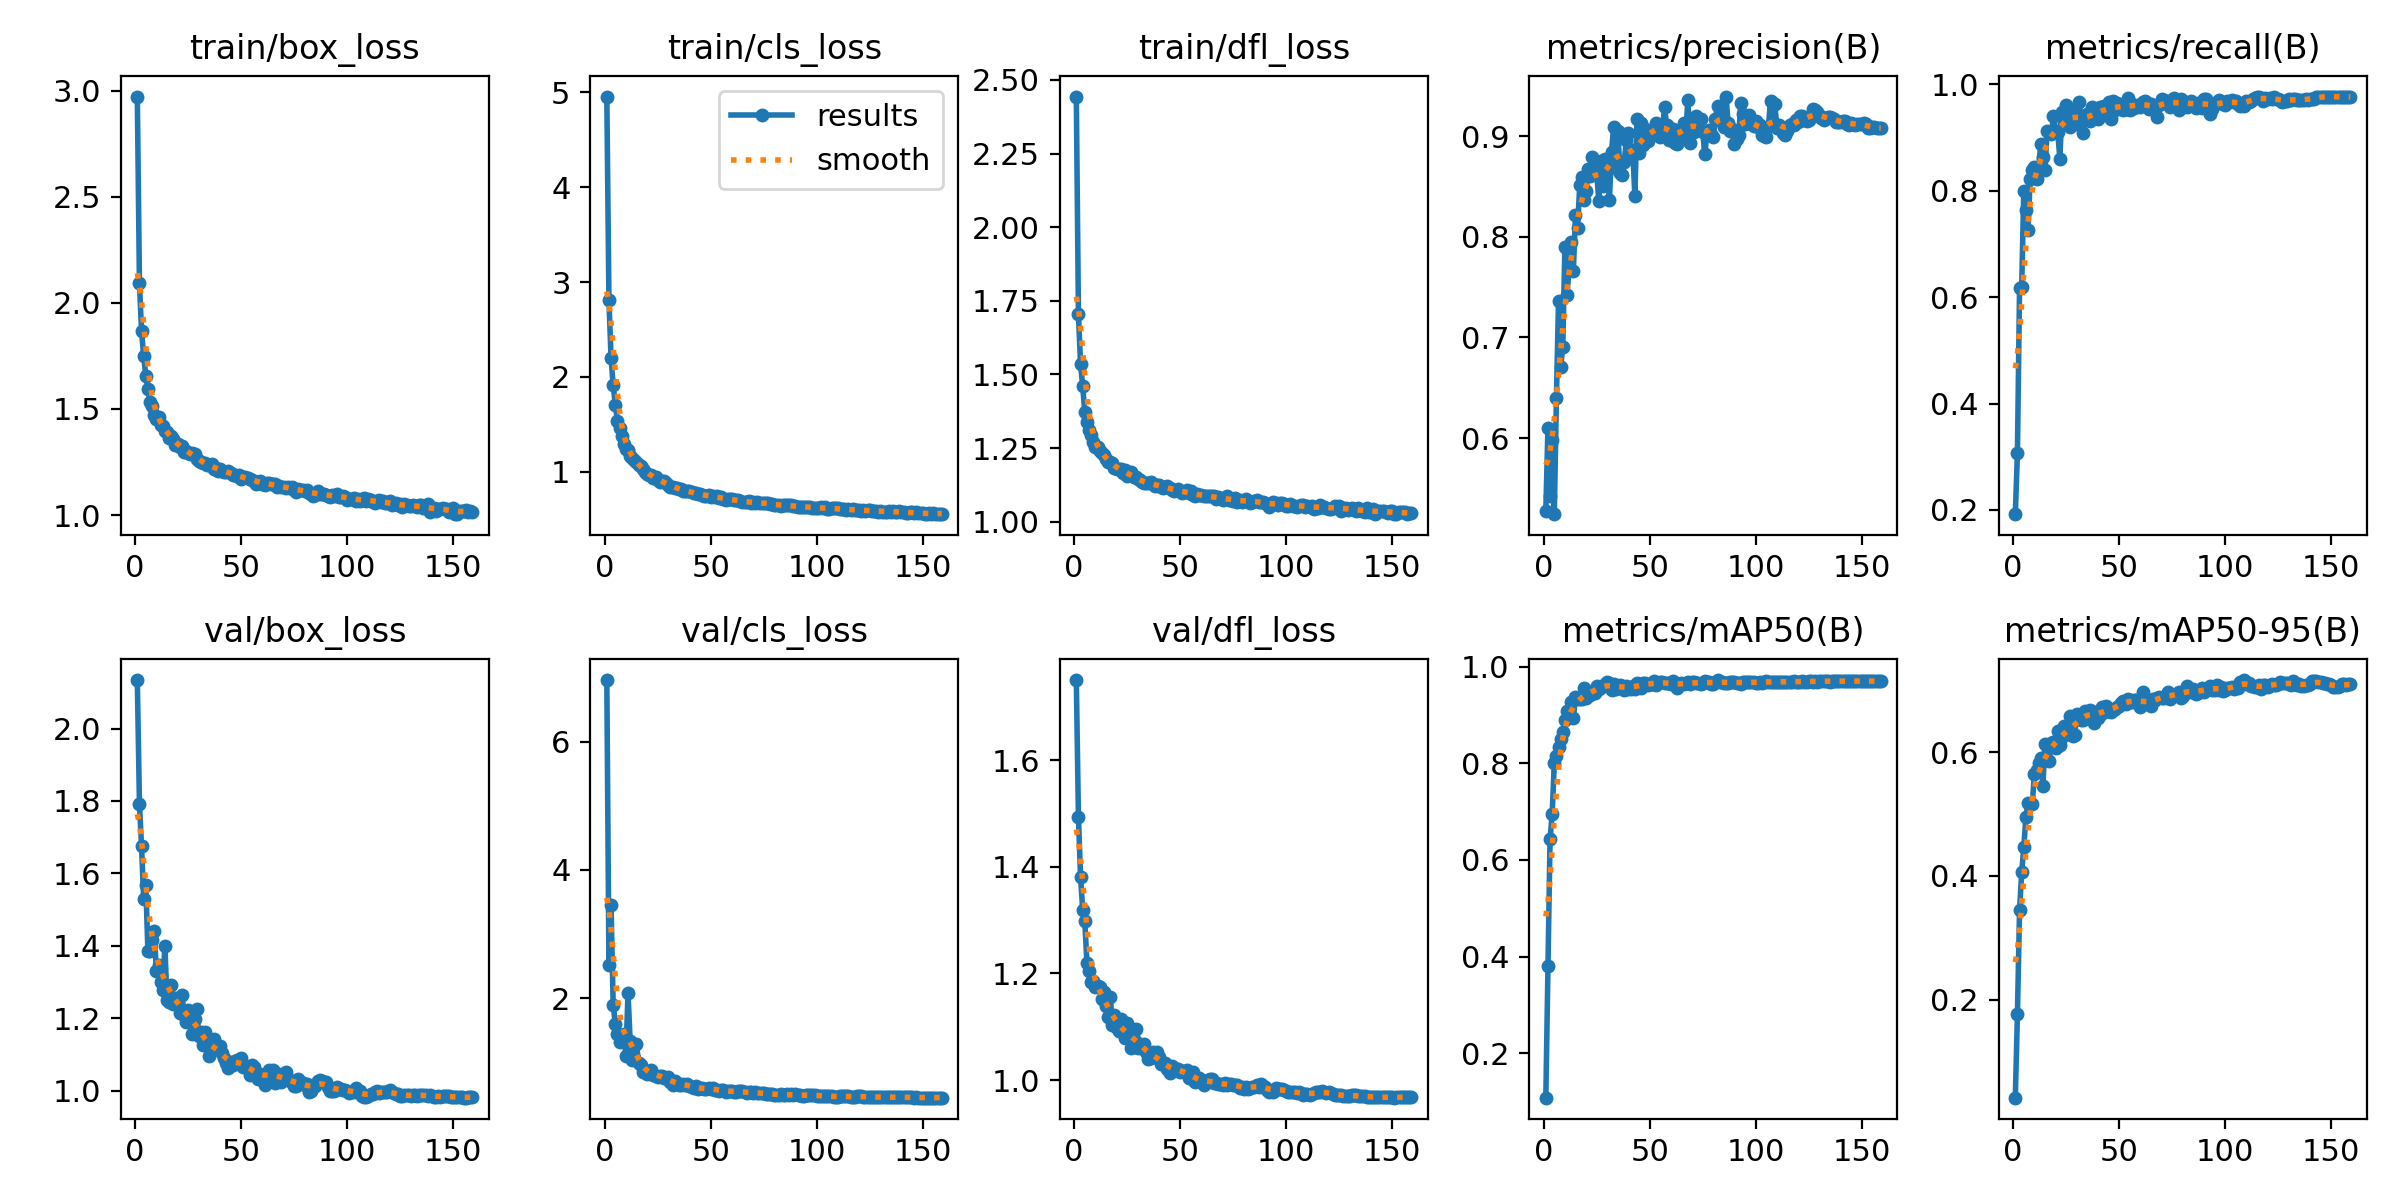 train/box_loss
3.0
2.5
2.0
1.5
1.0
0 50 100 150
train/cls_loss
5
4
3
2
1
results
smooth
0 50 100 150
train/dfl_loss
2.50
2.25
2.00
1.75
1.50
1.25
1.00
0 50 100 150
metrics/precision(B)
0.9
0.8
0.7
0.6
0 50 100 150
metrics/recall(B)
1.0
0.8
0.6
0.4
0.2
0 50 100 150
val/box_loss
2.0
1.8
1.6
1.4
1.2
1.0
0 50 100 150
val/cls_loss
6
4
2
0 50 100 150
val/dfl_loss
1.6
1.4
1.2
1.0
0 50 100 150
metrics/mAP50(B)
1.0
0.8
0.6
0.4
0.2
0 50 100 150
metrics/mAP50-95(B)
0.6
0.4
0.2
0 50 100 150